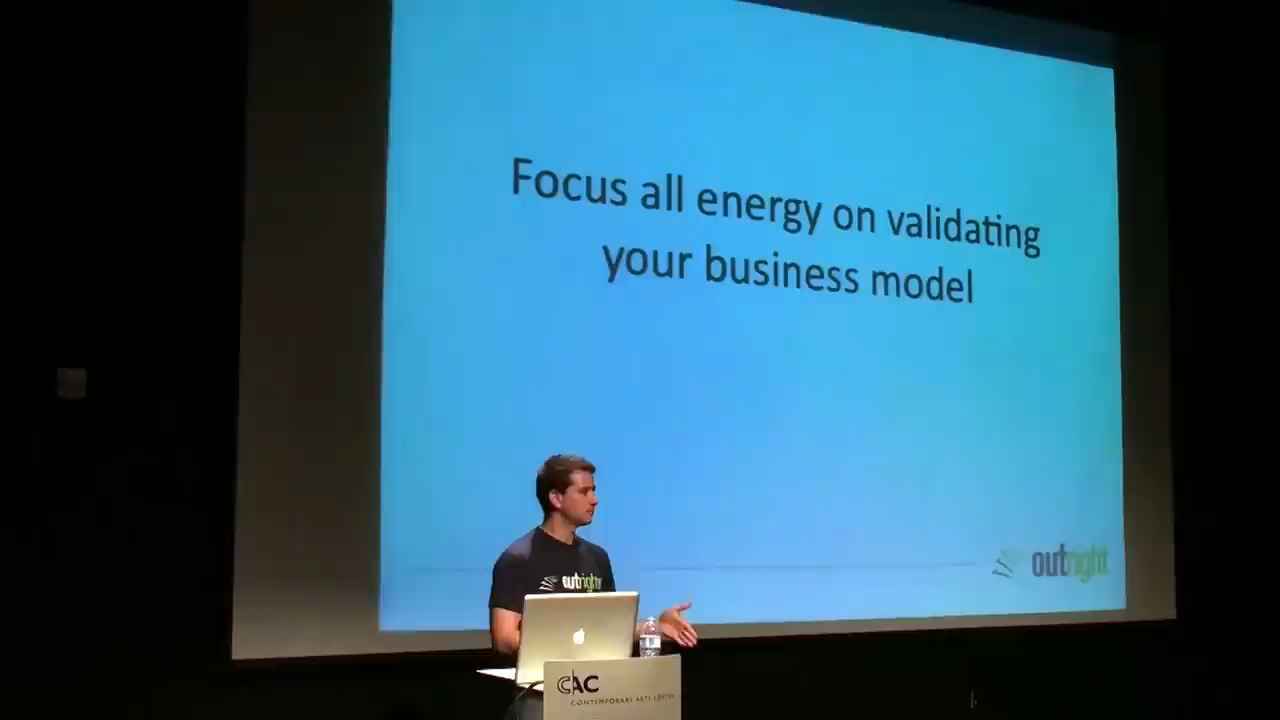 Focus all energy on validating
your business model
outright
outright
CAC
CONTEMPORARY ARTS CENTER